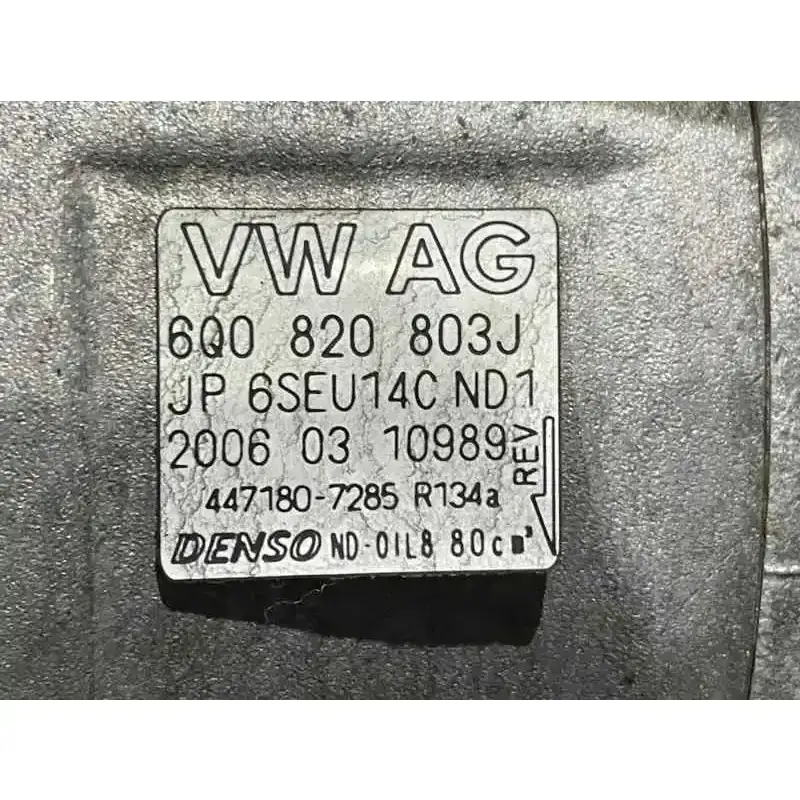 VW AG
6Q0 820 803J
JP 6SEU14C ND1
2006 03 10989
REV
447180-7285 R134a
DENSO ND-OIL8 80cm³